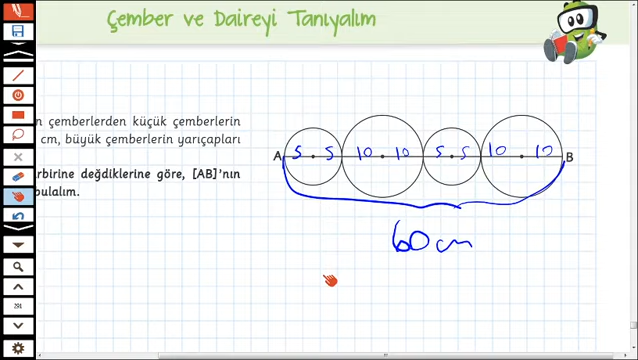 Çember ve Daireyi Tanıyalım
n çemberlerden küçük çemberlerin
cm, büyük çemberlerin yarıçapları
rbirine değdiklerine göre, [AB]'nın
bulalım.
A 5 5 10 10 5 5 10 10 B
60 cm